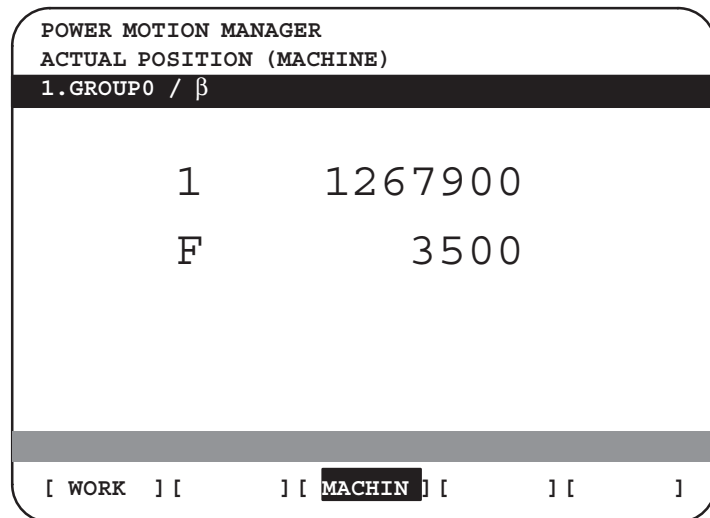 POWER MOTION MANAGER
ACTUAL POSITION (MACHINE)
1.GROUP0 / β
1 1267900
F 3500
[ WORK ][ ][ MACHIN ][ ][ ]